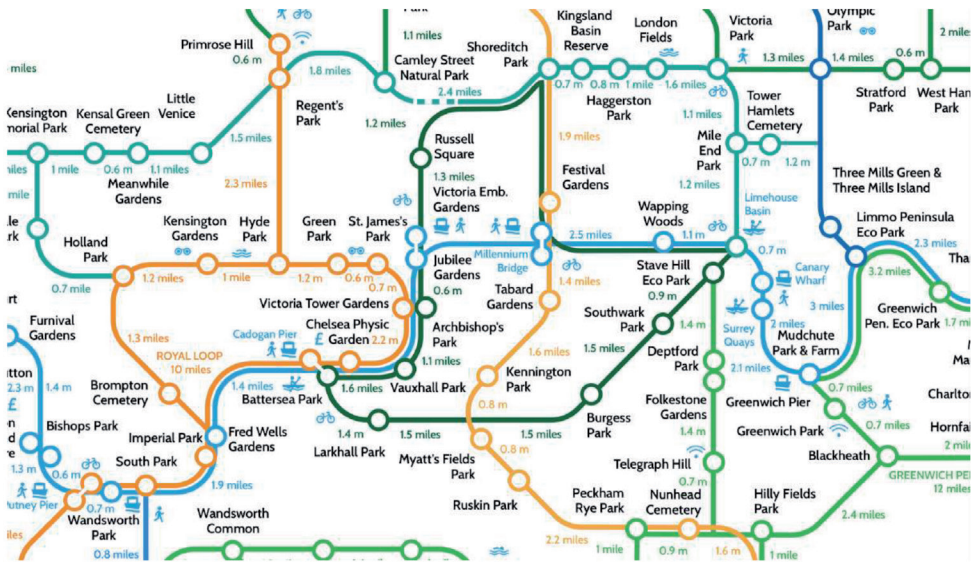 Park
Olympic
Park
Kingsland
Basin
Reserve
London
Fields
Victoria
Park
Primrose Hill
0.6 m
1.1 miles
Shoreditch
Park
Camley Street
Natural Park
1.8 miles
2.4 miles
0.7 m
0.8 m
1 mile
1.6 miles
Haggerston
Park
1.3 miles
1.4 miles
0.6 m
Stratford
Park
West Ham
Park
2 mile
miles
Kensington
morial Park
Kensal Green
Cemetery
Little
Venice
Regent's
Park
1.2 miles
1.5 miles
1 mile
0.6 m
1.1 miles
Meanwhile
Gardens
Russell
Square
1.3 miles
1.9 miles
1.1 miles
Tower
Hamlets
Cemetery
Mile
End
Park
0.7 m
1.2 m
1.2 miles
Three Mills Green &
Three Mills Island
2.3 miles
Kensington
Gardens
Hyde
Park
Green
Park
St. James's
Park
Victoria Emb.
Gardens
Festival
Gardens
Wapping
Woods
Limehouse
Basin
Limmo Peninsula
Eco Park
2.3 miles
Holland
Park
0.7 mile
1.2 miles
1 mile
1.2 m
0.6 m
0.7 m
Jubilee
Gardens
0.6 m
Millennium
Bridge
2.5 miles
1.1 m
0.7 m
Canary
Wharf
3.2 miles
Victoria Tower Gardens
Tabard
Gardens
1.4 miles
Stave Hill
Eco Park
0.9 m
Southwark
Park
1.4 m
Surrey
Quays
2 miles
3 miles
Greenwich
Pen. Eco Park
1.7 m
Furnival
Gardens
1.3 miles
Cadogan Pier
£
Chelsea Physic
Garden
2.2 m
Archbishop's
Park
1.6 miles
1.5 miles
Deptford
Park
2.1 miles
Mudchute
Park & Farm
ROYAL LOOP
10 miles
1.4 miles
Battersea Park
1.6 miles
1.1 miles
Vauxhall Park
Kennington
Park
0.8 m
2.3 m
£
1.4 m
Brompton
Cemetery
Burgess
Park
Folkestone
Gardens
Greenwich Pier
0.7 miles
Bishops Park
Imperial Park
Fred Wells
Gardens
1.4 m
Larkhall Park
1.5 miles
1.5 miles
0.8 m
Myatt's Fields
Park
1.4 m
Greenwich Park
0.7 miles
Blackheath
2 mile
GREENWICH PE
12 miles
1.3 m
0.6 m
South Park
1.9 miles
Telegraph Hill
0.7 m
Putney Pier
0.7 m
Wandsworth
Park
0.8 miles
Wandsworth
Common
Ruskin Park
2.2 miles
Peckham
Rye Park
Nunhead
Cemetery
Hilly Fields
Park
2.4 miles
1 mile
0.9 m
1.6 m
1 mile